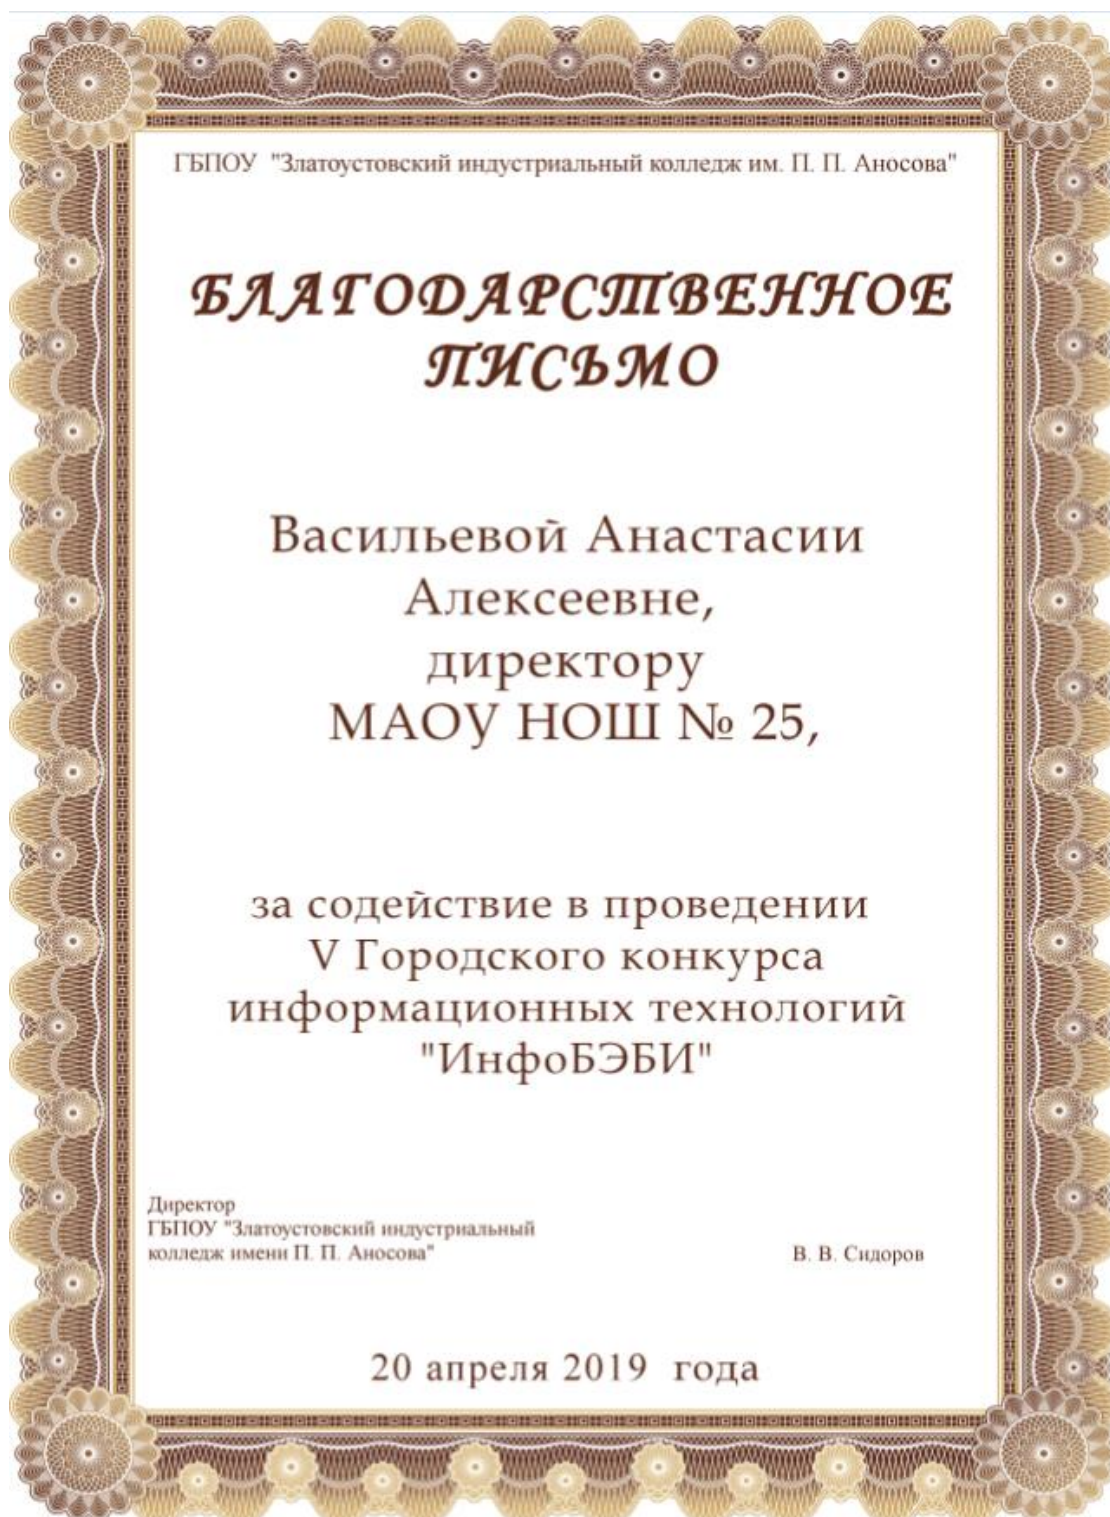 ГБПОУ "Златоустовский индустриальный колледж им. П. П. Аносова"
БЛАГОДАРСТВЕННОЕ
ПИСЬМО
Васильевой Анастасии
Алексеевне,
директору
МАОУ НОШ № 25,
за содействие в проведении
V Городского конкурса
информационных технологий
"ИнфоБЭБИ"
Директор
ГБПОУ "Златоустовский индустриальный
колледж имени П. П. Аносова"
В. В. Сидоров
20 апреля 2019 года